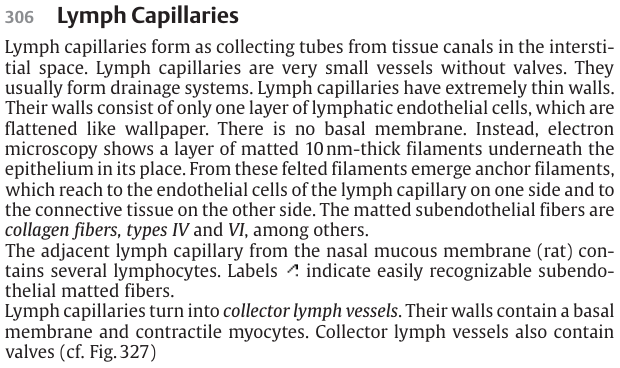 306 Lymph Capillaries
Lymph capillaries form as collecting tubes from tissue canals in the intersti-
tial space. Lymph capillaries are very small vessels without valves. They
usually form drainage systems. Lymph capillaries have extremely thin walls.
Their walls consist of only one layer of lymphatic endothelial cells, which are
flattened like wallpaper. There is no basal membrane. Instead, electron
microscopy shows a layer of matted 10 nm-thick filaments underneath the
epithelium in its place. From these felted filaments emerge anchor filaments,
which reach to the endothelial cells of the lymph capillary on one side and to
the connective tissue on the other side. The matted subendothelial fibers are
collagen fibers, types IV and VI, among others.
The adjacent lymph capillary from the nasal mucous membrane (rat) con-
tains several lymphocytes. Labels indicate easily recognizable subendo-
thelial matted fibers.
Lymph capillaries turn into collector lymph vessels. Their walls contain a basal
membrane and contractile myocytes. Collector lymph vessels also contain
valves (cf. Fig. 327)